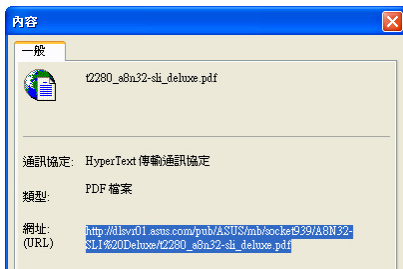 內容
一般
t2280_a8n32-sli_deluxe.pdf
通訊協定: HyperText 傳輸通訊協定
類型: PDF 檔案
網址: http://dlsvr01.asus.com/pub/ASUS/mb/socket939/A8N32-
(URL) SLI%20Deluxe/t2280_a8n32-sli_deluxe.pdf